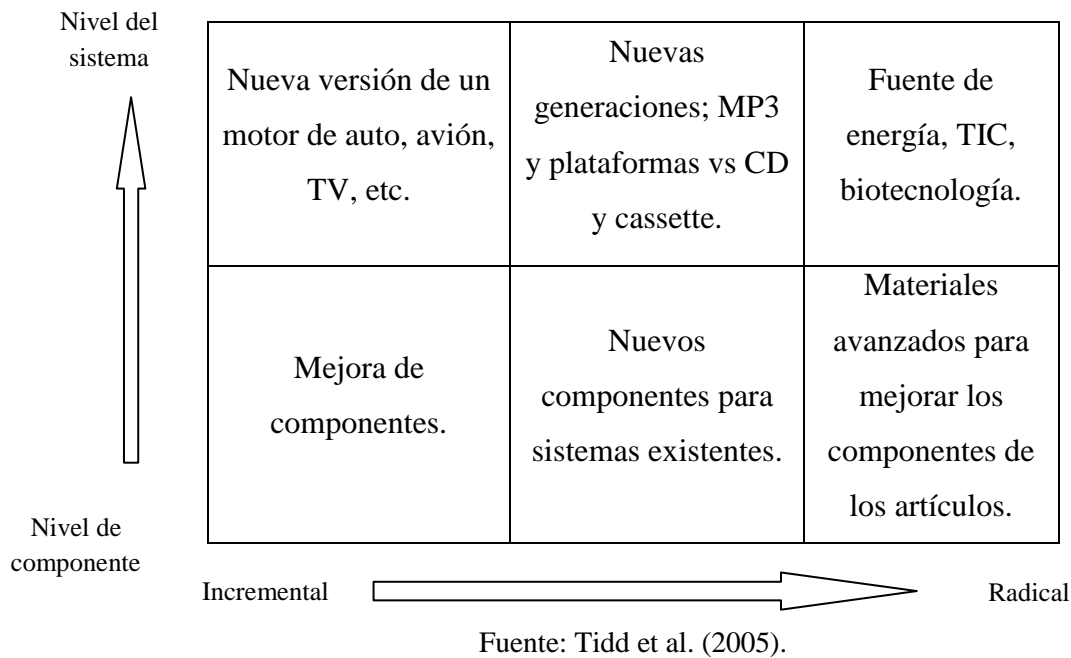 Nivel del
sistema
Nueva versión de un
motor de auto, avión,
TV, etc.
Nuevas
generaciones; MP3
y plataformas vs CD
y cassette.
Fuente de
energía, TIC,
biotecnología.
Mejora de
componentes.
Nuevos
componentes para
sistemas existentes.
Materiales
avanzados para
mejorar los
componentes de
los artículos.
Nivel de
componente
Incremental
Radical
Fuente: Tidd et al. (2005).